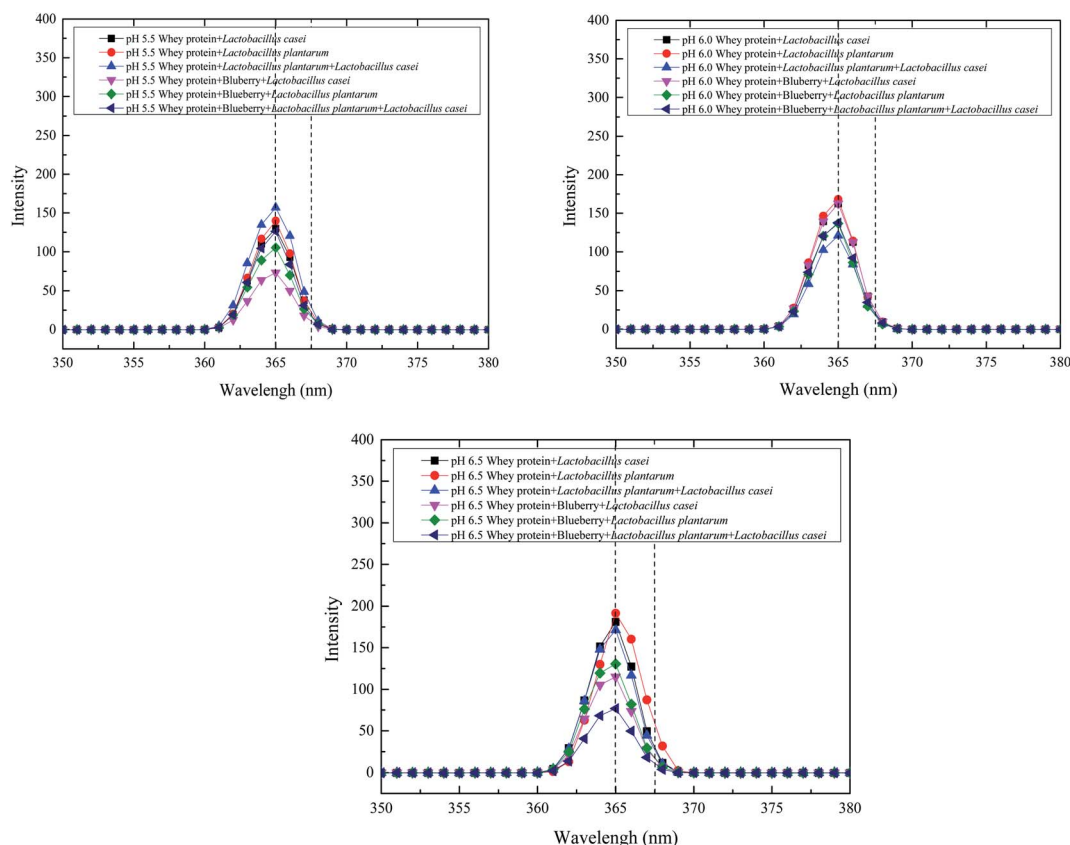 400
350
300
250
200
150
100
50
0
Intensity
pH 5.5 Whey protein+Lactobacillus casei
pH 5.5 Whey protein+Lactobacillus plantarum
pH 5.5 Whey protein+Lactobacillus plantarum+Lactobacillus casei
pH 5.5 Whey protein+Bluberry+Lactobacillus casei
pH 5.5 Whey protein+Blueberry+Lactobacillus plantarum
pH 5.5 Whey protein+Blueberry+Lactobacillus plantarum+Lactobacillus casei
350 355 360 365 370 375 380
Wavelengh (nm)
400
350
300
250
200
150
100
50
0
Intensity
pH 6.0 Whey protein+Lactobacillus casei
pH 6.0 Whey protein+Lactobacillus plantarum
pH 6.0 Whey protein+Lactobacillus plantarum+Lactobacillus casei
pH 6.0 Whey protein+Bluberry+Lactobacillus casei
pH 6.0 Whey protein+Blueberry+Lactobacillus plantarum
pH 6.0 Whey protein+Blueberry+Lactobacillus plantarum+Lactobacillus casei
350 355 360 365 370 375 380
Wavelengh (nm)
400
350
300
250
200
150
100
50
0
Intensity
pH 6.5 Whey protein+Lactobacillus casei
pH 6.5 Whey protein+Lactobacillus plantarum
pH 6.5 Whey protein+Lactobacillus plantarum+Lactobacillus casei
pH 6.5 Whey protein+Bluberry+Lactobacillus casei
pH 6.5 Whey protein+Blueberry+Lactobacillus plantarum
pH 6.5 Whey protein+Blueberry+Lactobacillus plantarum+Lactobacillus casei
350 355 360 365 370 375 380
Wavelengh (nm)